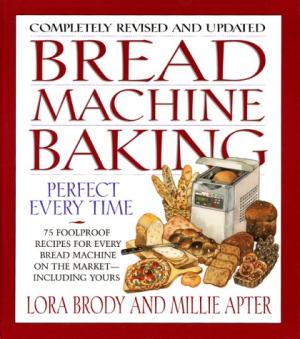 COMPLETELY REVISED AND UPDATED
BREAD
MACHINE
BAKING
PERFECT
EVERY TIME
75 FOOLPROOF
RECIPES FOR EVERY
BREAD MACHINE
ON THE MARKET—
INCLUDING YOURS
LORA BRODY AND MILLIE APTER